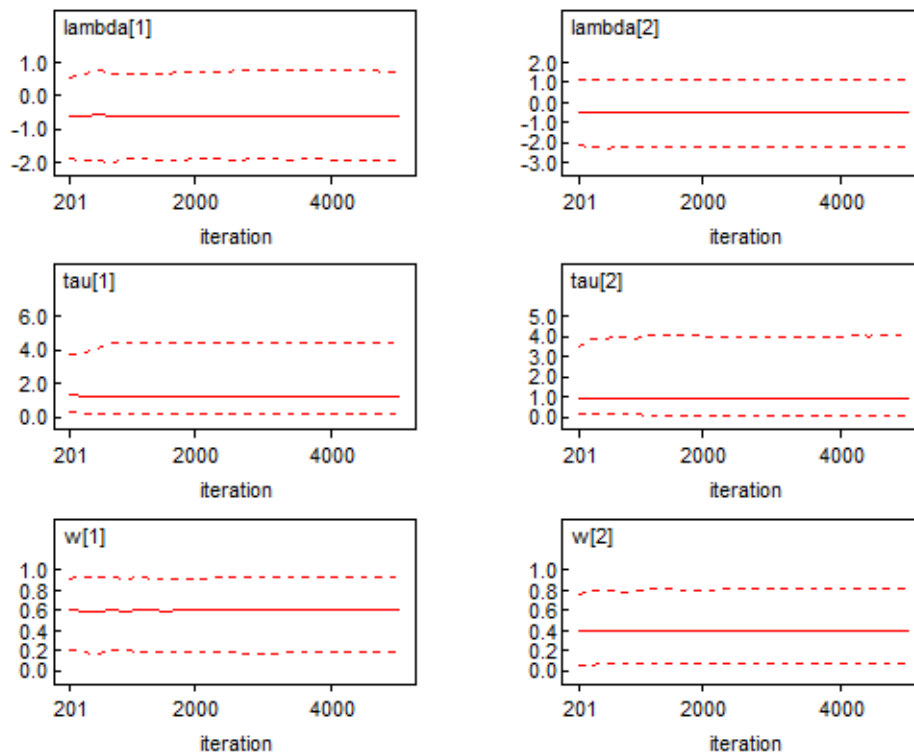 lambda[1]
1.0
0.0
-1.0
-2.0
201 2000 4000
iteration
lambda[2]
2.0
1.0
0.0
-1.0
-2.0
-3.0
201 2000 4000
iteration
tau[1]
6.0
4.0
2.0
0.0
201 2000 4000
iteration
tau[2]
5.0
4.0
3.0
2.0
1.0
0.0
201 2000 4000
iteration
w[1]
1.0
0.8
0.6
0.4
0.2
0.0
201 2000 4000
iteration
w[2]
1.0
0.8
0.6
0.4
0.2
0.0
201 2000 4000
iteration